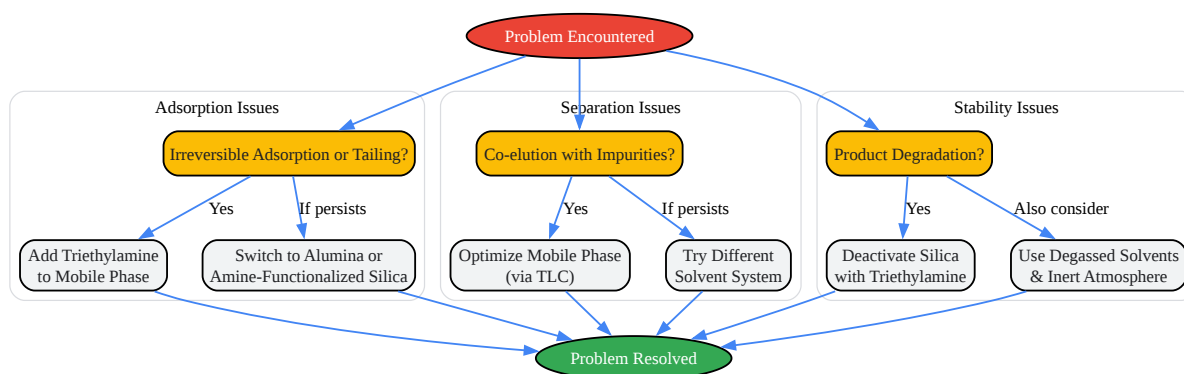 Problem Encountered
Adsorption Issues
Separation Issues
Stability Issues
Irreversible Adsorption or Tailing?
Co-elution with Impurities?
Product Degradation?
Yes
If persists
Yes
If persists
Yes
Also consider
Add Triethylamine
to Mobile Phase
Switch to Alumina or
Amine-Functionalized Silica
Optimize Mobile Phase
(via TLC)
Try Different
Solvent System
Deactivate Silica
with Triethylamine
Use Degassed Solvents
& Inert Atmosphere
Problem Resolved